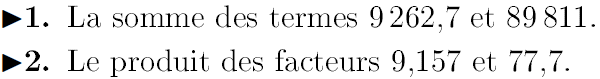 ▶1. La somme des termes 9 262,7 et 89 811.
▶2. Le produit des facteurs 9,157 et 77,7.